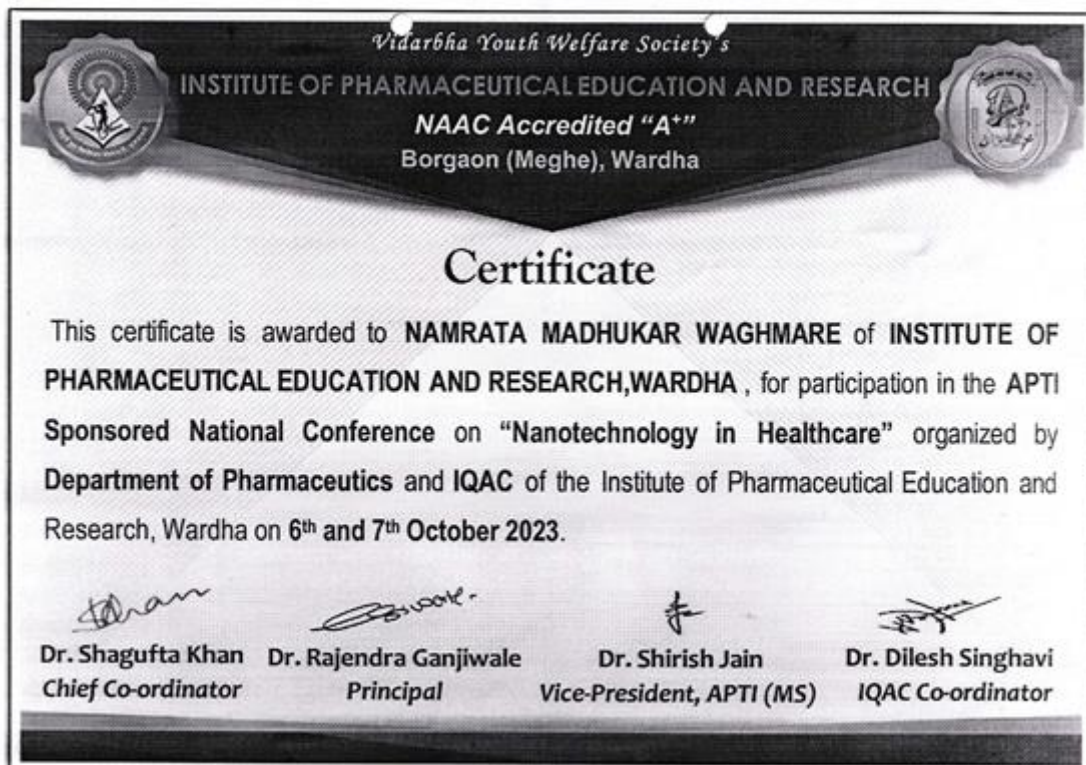 Vidarbha Youth Welfare Society's
INSTITUTE OF PHARMACEUTICAL EDUCATION AND RESEARCH
NAAC Accredited “A⁺”
Borgaon (Meghe), Wardha
Certificate
This certificate is awarded to NAMRATA MADHUKAR WAGHMARE of INSTITUTE OF
PHARMACEUTICAL EDUCATION AND RESEARCH,WARDHA , for participation in the APTI
Sponsored National Conference on “Nanotechnology in Healthcare” organized by
Department of Pharmaceutics and IQAC of the Institute of Pharmaceutical Education and
Research, Wardha on 6th and 7th October 2023.
Dr. Shagufta Khan Dr. Rajendra Ganjiwale Dr. Shirish Jain Dr. Dilesh Singhavi
Chief Co-ordinator Principal Vice-President, APTI (MS) IQAC Co-ordinator